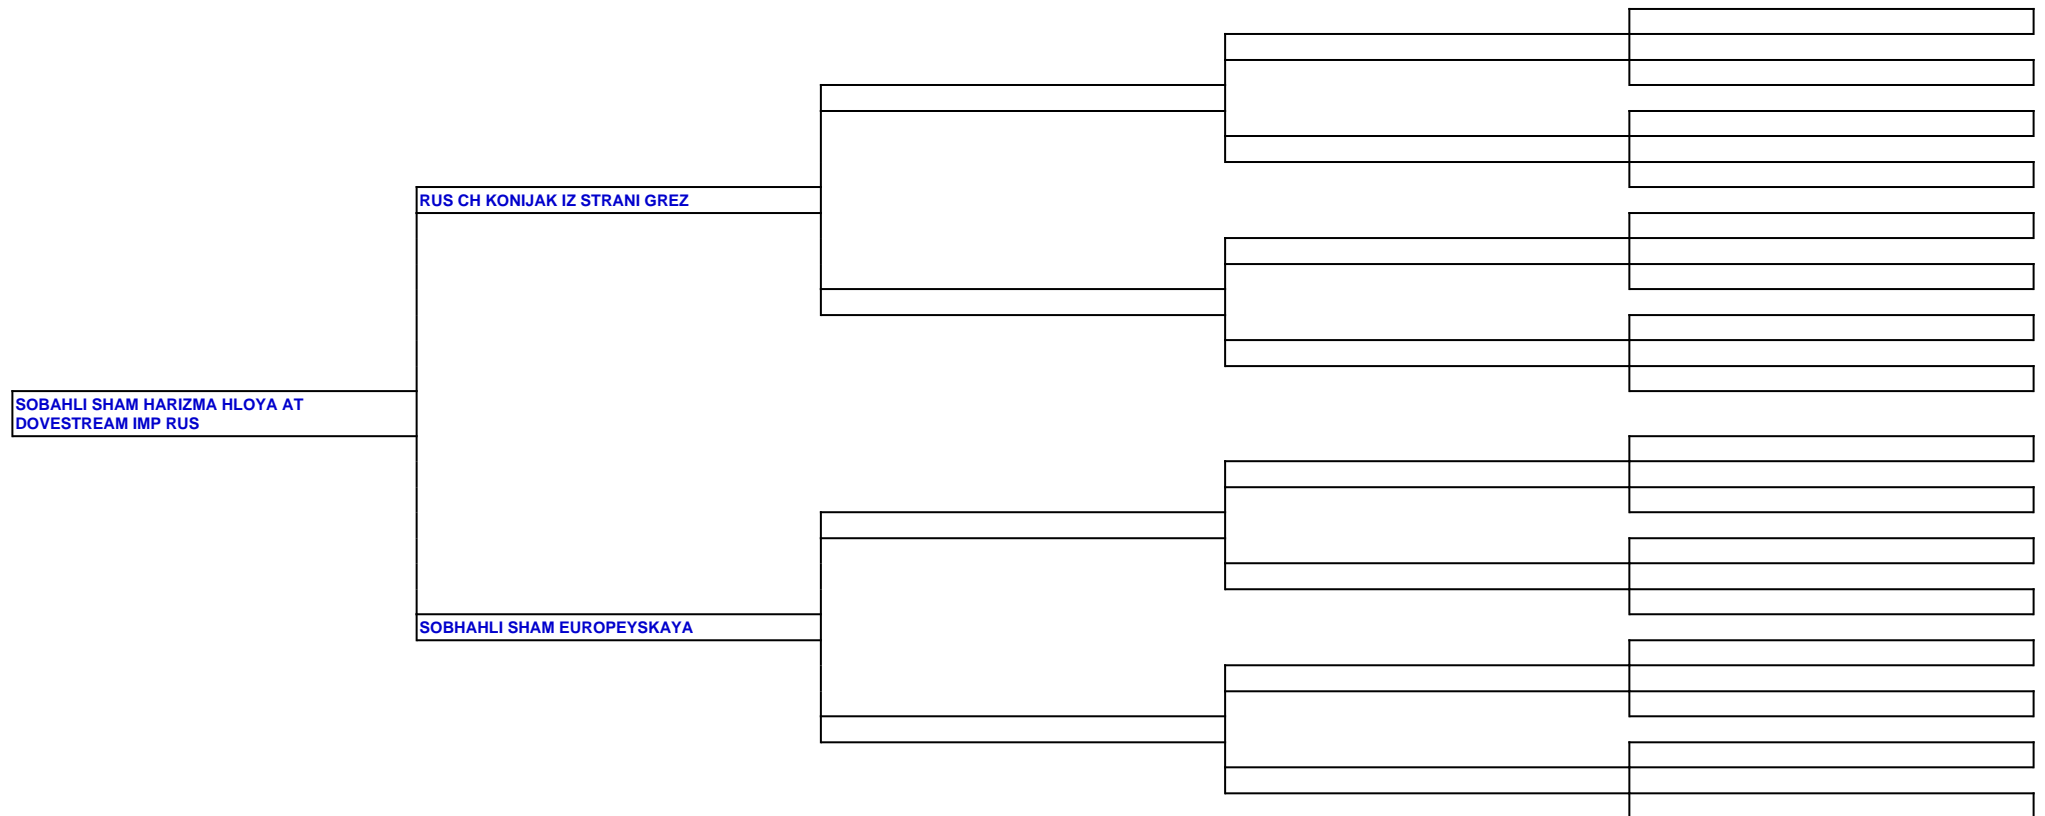 RUS CH KONIJAK IZ STRANI GREZ
SOBAHLI SHAM HARIZMA HLOYA AT
DOVESTREAM IMP RUS
SOBHAHLI SHAM EUROPEYSKAYA